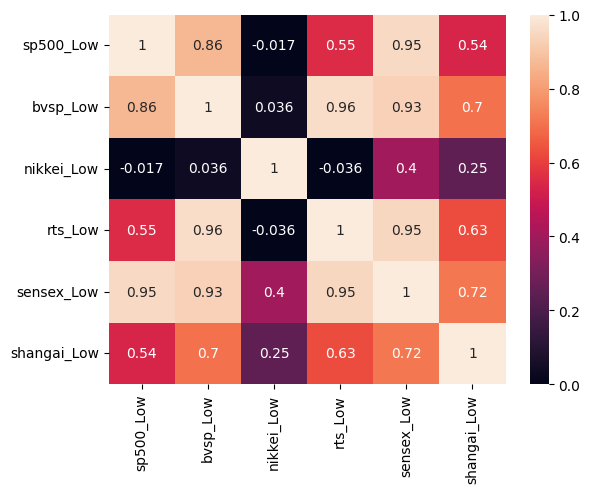 sp500_Low 1 0.86 -0.017 0.55 0.95 0.54
bvsp_Low 0.86 1 0.036 0.96 0.93 0.7
nikkei_Low -0.017 0.036 1 -0.036 0.4 0.25
rts_Low 0.55 0.96 -0.036 1 0.95 0.63
sensex_Low 0.95 0.93 0.4 0.95 1 0.72
shangai_Low 0.54 0.7 0.25 0.63 0.72 1
sp500_Low
bvsp_Low
nikkei_Low
rts_Low
sensex_Low
shangai_Low
1.0
0.8
0.6
0.4
0.2
0.0